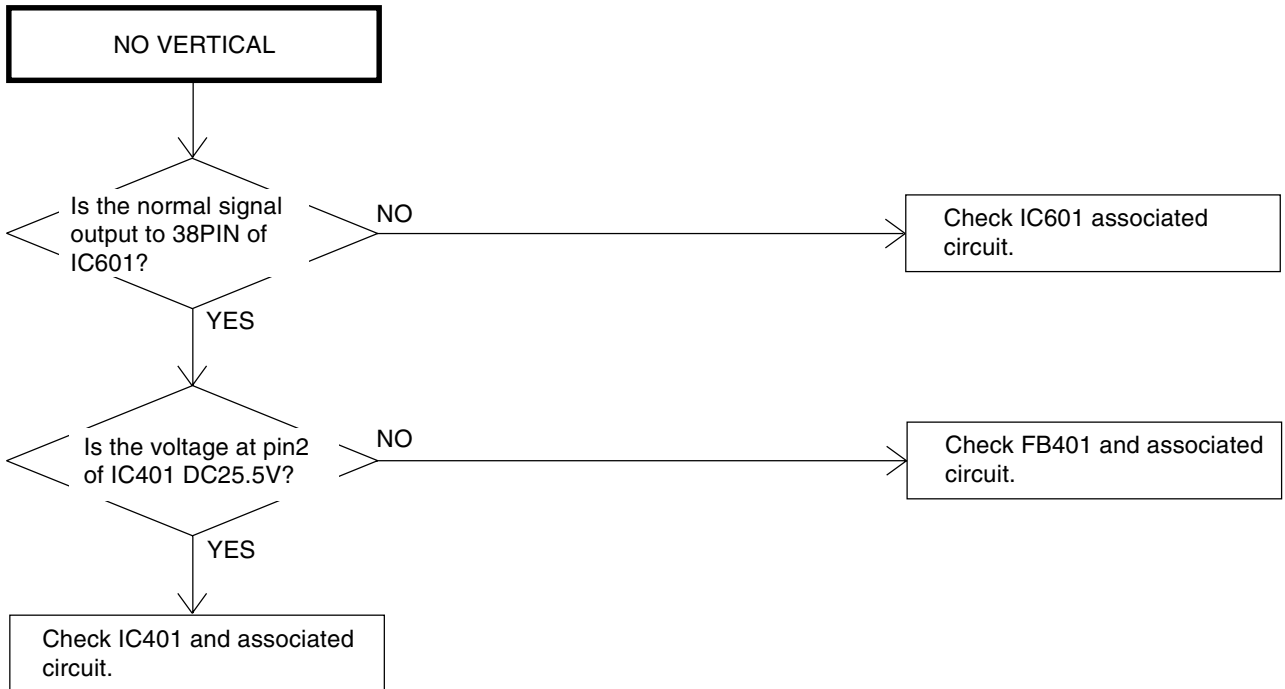 NO VERTICAL
Is the normal signal
output to 38PIN of
IC601?
NO
Check IC601 associated
circuit.
YES
Is the voltage at pin2
of IC401 DC25.5V?
NO
Check FB401 and associated
circuit.
YES
Check IC401 and associated
circuit.